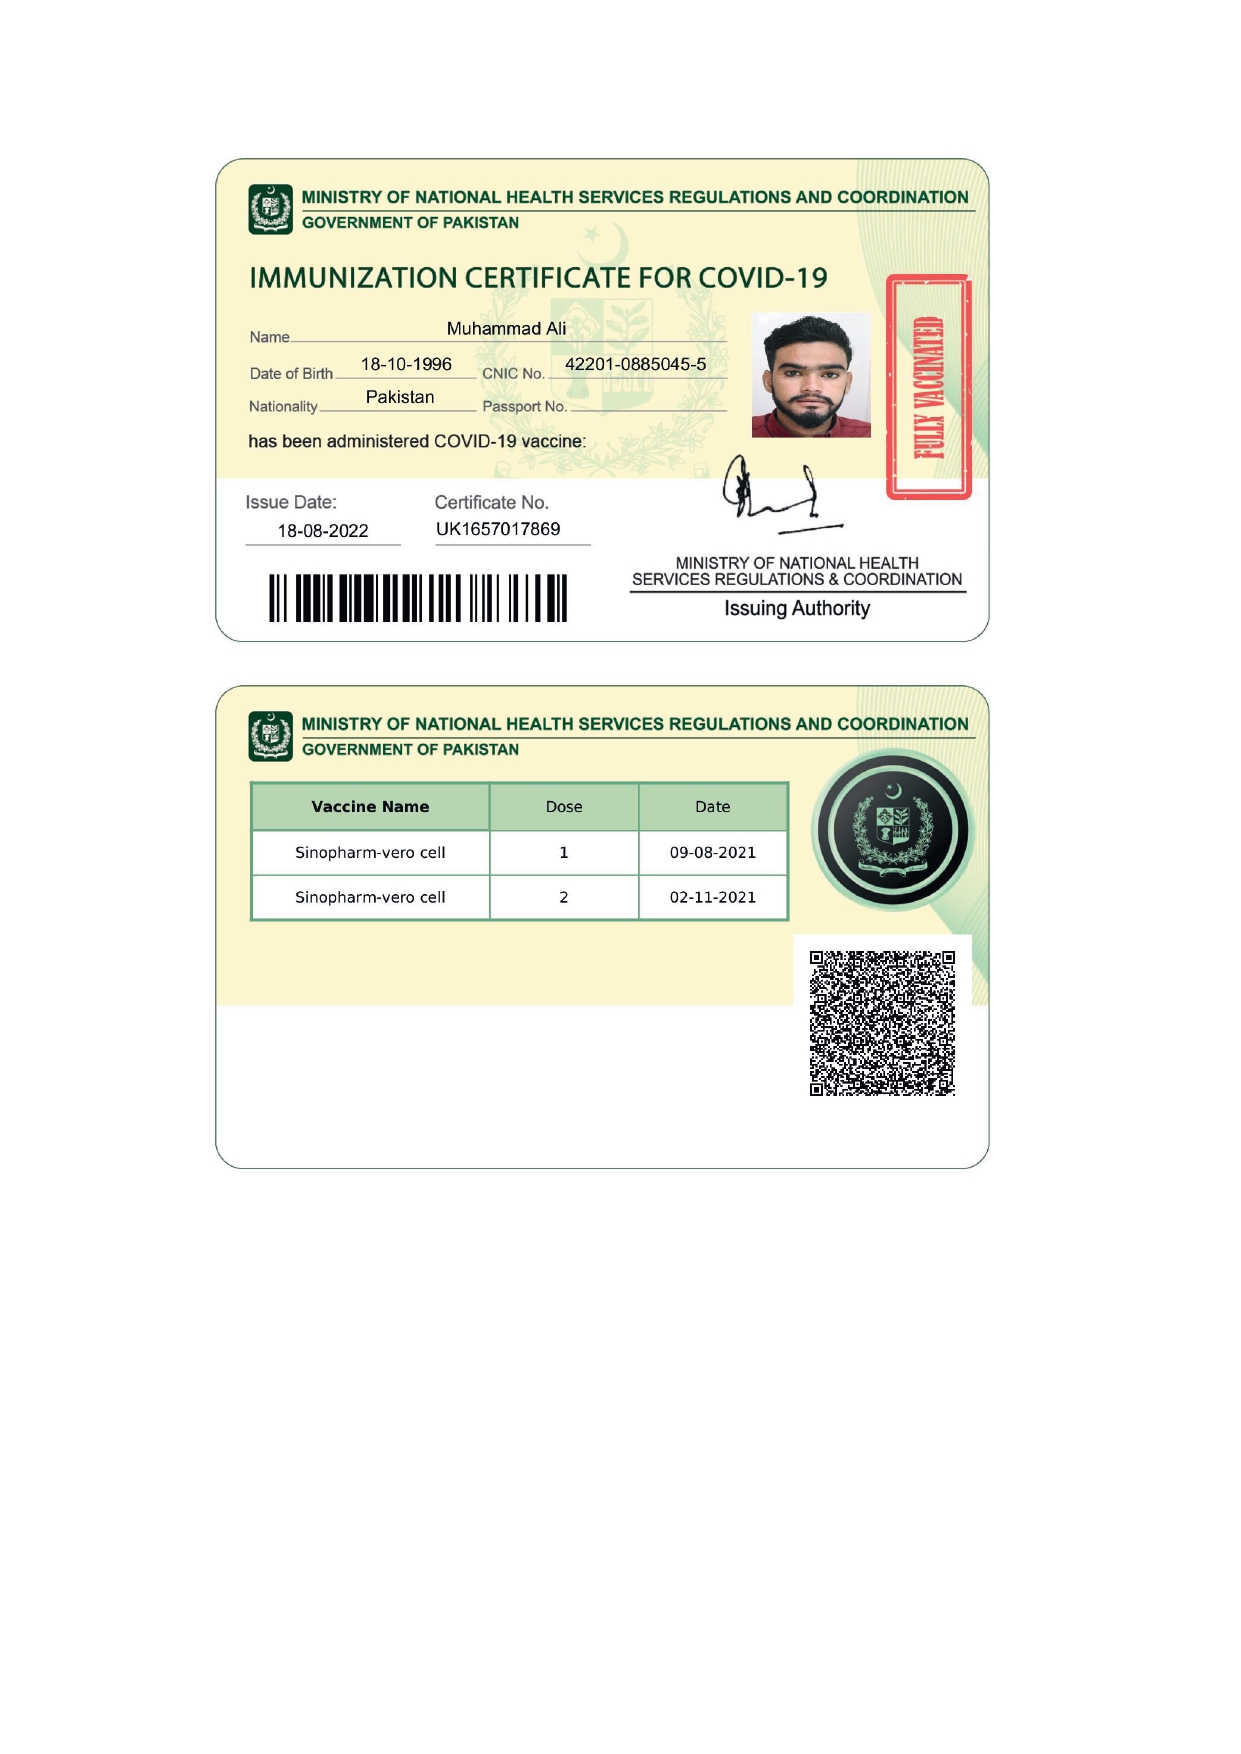 MINISTRY OF NATIONAL HEALTH SERVICES REGULATIONS AND COORDINATION
GOVERNMENT OF PAKISTAN
IMMUNIZATION CERTIFICATE FOR COVID-19
Name Muhammad Ali
Date of Birth 18-10-1996 CNIC No. 42201-0885045-5
Nationality Pakistan Passport No.
has been administered COVID-19 vaccine:
FULLY VACCINATED
Issue Date: Certificate No.
18-08-2022 UK1657017869
MINISTRY OF NATIONAL HEALTH
SERVICES REGULATIONS & COORDINATION
Issuing Authority
MINISTRY OF NATIONAL HEALTH SERVICES REGULATIONS AND COORDINATION
GOVERNMENT OF PAKISTAN
Vaccine Name Dose Date
Sinopharm-vero cell 1 09-08-2021
Sinopharm-vero cell 2 02-11-2021